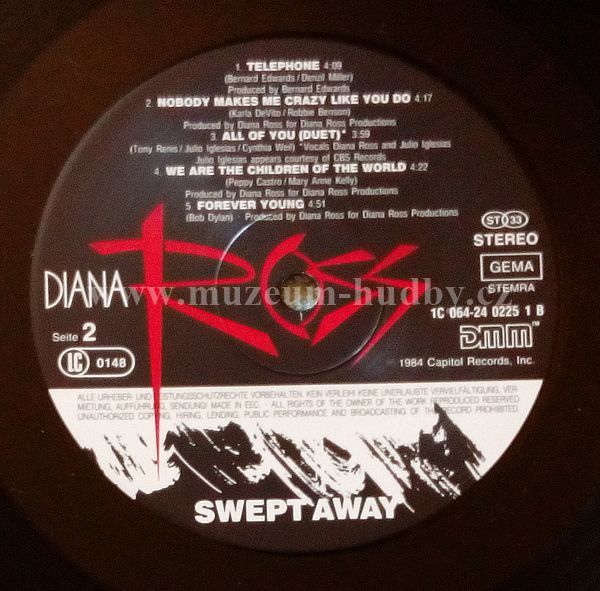 1 TELEPHONE 4:09
(Bernard Edwards / Denzil Miller)
Produced by Bernard Edwards
2 NOBODY MAKES ME CRAZY LIKE YOU DO 4:17
(Karla DeVito / Robbie Benson)
Produced by Diana Ross for Diana Ross Productions
3 ALL OF YOU (DUET)* 3:59
(Tony Renis / Julio Iglesias / Cynthia Weil) *Vocals Diana Ross and Julio Iglesias
Julio Iglesias appears courtesy of CBS Records
4 WE ARE THE CHILDREN OF THE WORLD 4:22
(Peppy Castro / Mary Anne Kelly)
Produced by Diana Ross for Diana Ross Productions
5 FOREVER YOUNG 4:51
(Bob Dylan) · Produced by Diana Ross for Diana Ross Productions
ST 33
STEREO
GEMA
STEMRA
DIANA ROSS
www.muzeum-hudby.cz
1C 064-24 0225 1 B
DMM™
Seite 2
LC 0148
℗ 1984 Capitol Records, Inc.
ALLE URHEBER- UND LEISTUNGSSCHUTZRECHTE VORBEHALTEN. KEIN VERLEIH! KEINE UNERLAUBTE VERVIELFÄLTIGUNG, VER-
MIETUNG, AUFFÜHRUNG, SENDUNG! MADE IN EEC · ALL RIGHTS OF THE OWNER OF THE WORK REPRODUCED RESERVED
UNAUTHORIZED COPYING, HIRING, LENDING, PUBLIC PERFORMANCE AND BROADCASTING OF THE RECORD PROHIBITED.
SWEPT AWAY